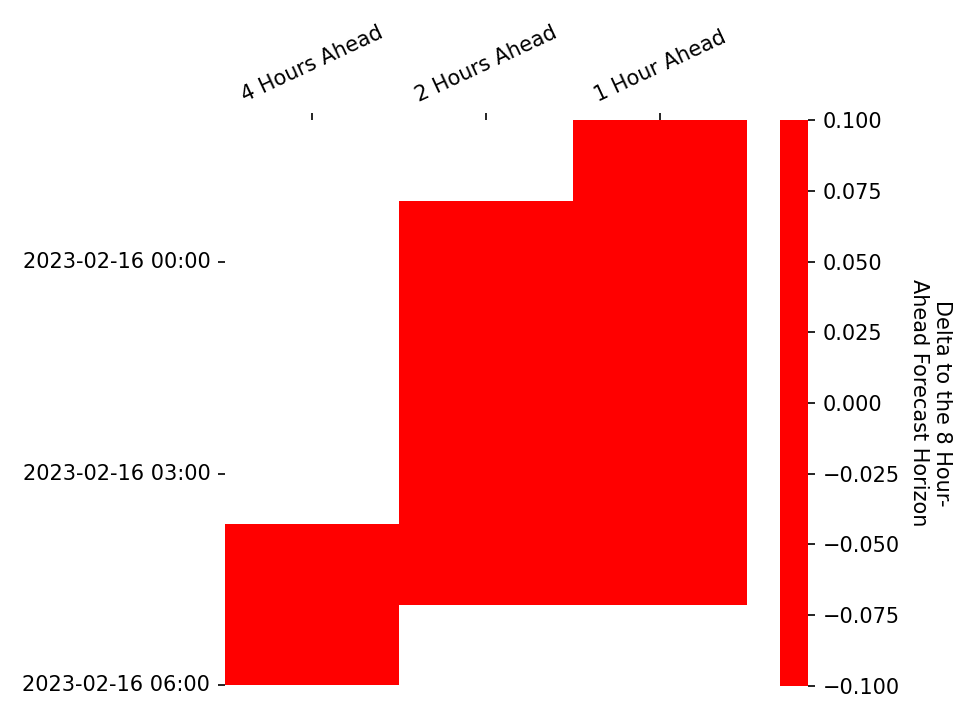 4 Hours Ahead
2 Hours Ahead
1 Hour Ahead
2023-02-16 00:00
2023-02-16 03:00
2023-02-16 06:00
0.100
0.075
0.050
0.025
0.000
−0.025
−0.050
−0.075
−0.100
Delta to the 8 Hour-
Ahead Forecast Horizon